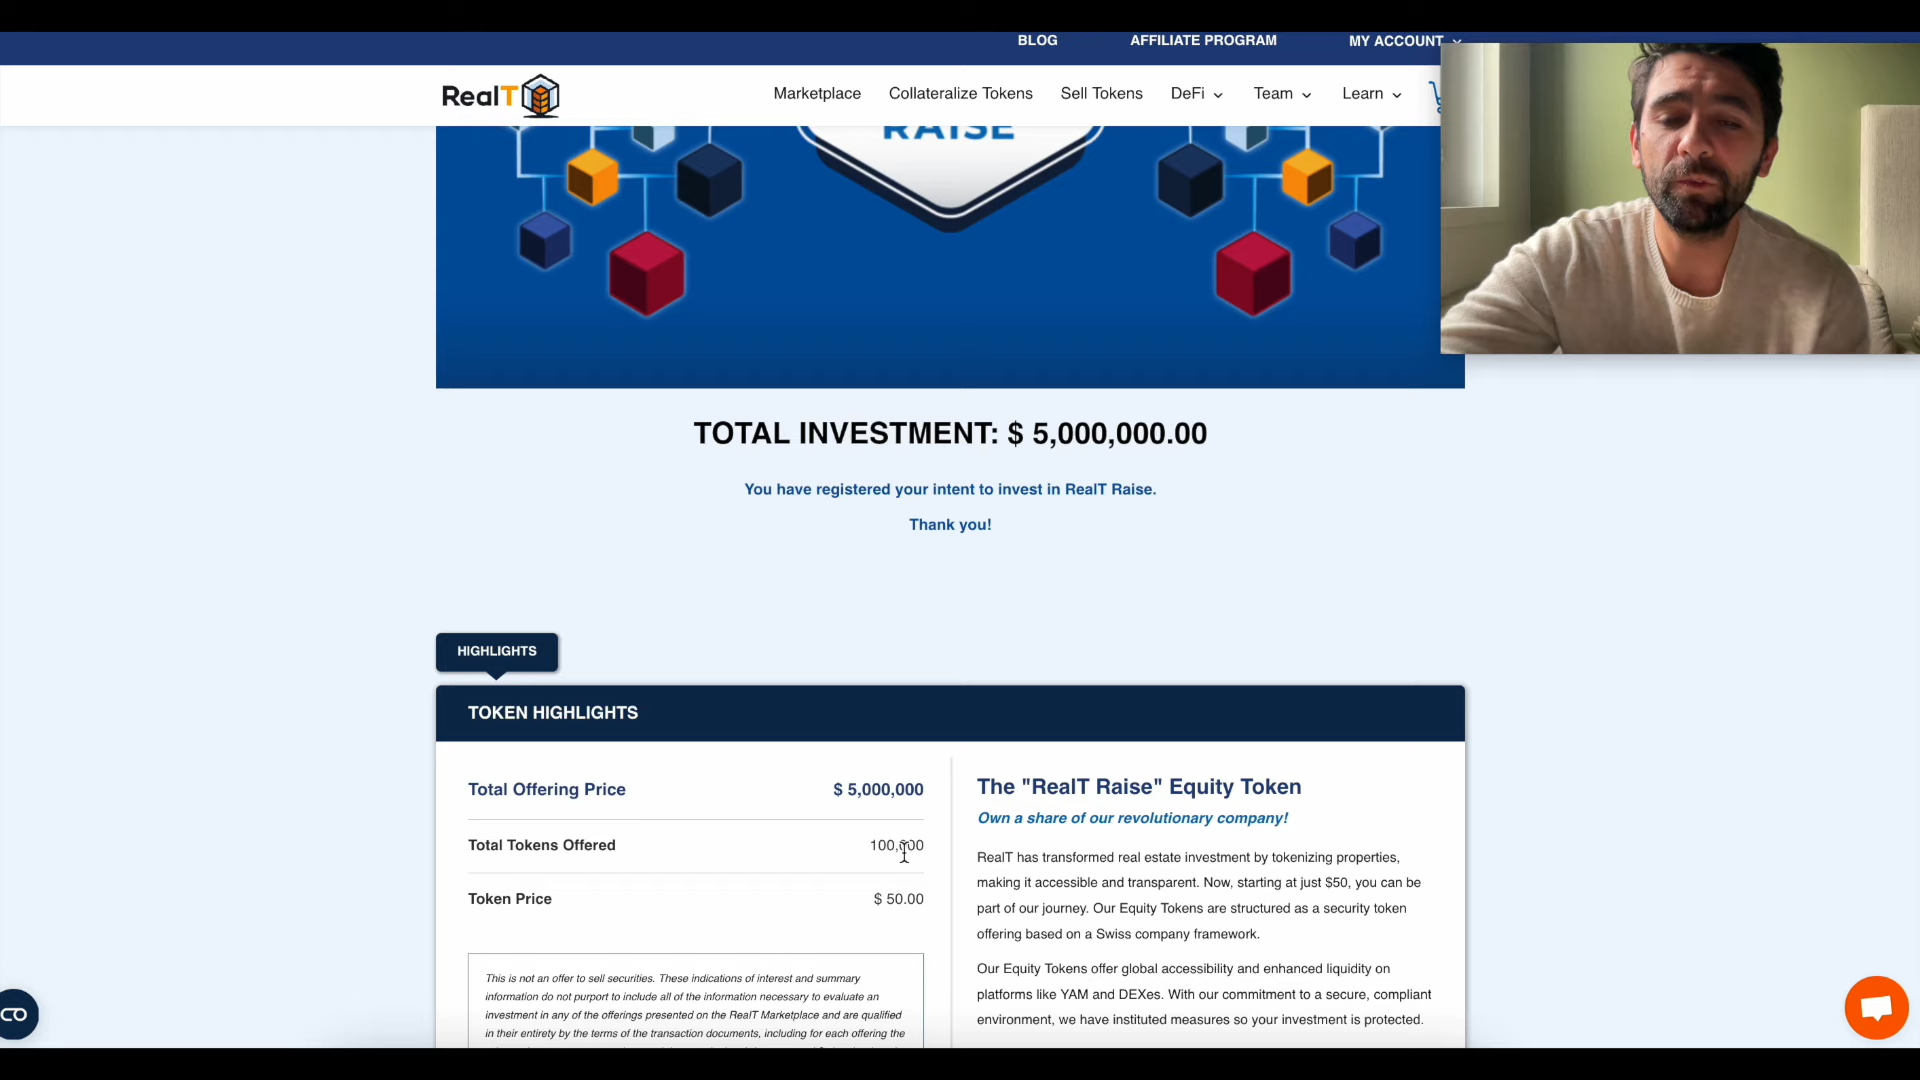 BLOG
AFFILIATE PROGRAM
MY ACCOUNT
RealT
Marketplace
Collateralize Tokens
Sell Tokens
DeFi
Team
Learn
RAISE
TOTAL INVESTMENT: $ 5,000,000.00
You have registered your intent to invest in RealT Raise.
Thank you!
HIGHLIGHTS
TOKEN HIGHLIGHTS
Total Offering Price $ 5,000,000
Total Tokens Offered 100,000
Token Price $ 50.00
This is not an offer to sell securities. These indications of interest and summary
information do not purport to include all of the information necessary to evaluate an
investment in any of the offerings presented on the RealT Marketplace and are qualified
in their entirety by the terms of the transaction documents, including for each offering the
The "RealT Raise" Equity Token
Own a share of our revolutionary company!
RealT has transformed real estate investment by tokenizing properties,
making it accessible and transparent. Now, starting at just $50, you can be
part of our journey. Our Equity Tokens are structured as a security token
offering based on a Swiss company framework.
Our Equity Tokens offer global accessibility and enhanced liquidity on
platforms like YAM and DEXes. With our commitment to a secure, compliant
environment, we have instituted measures so your investment is protected.